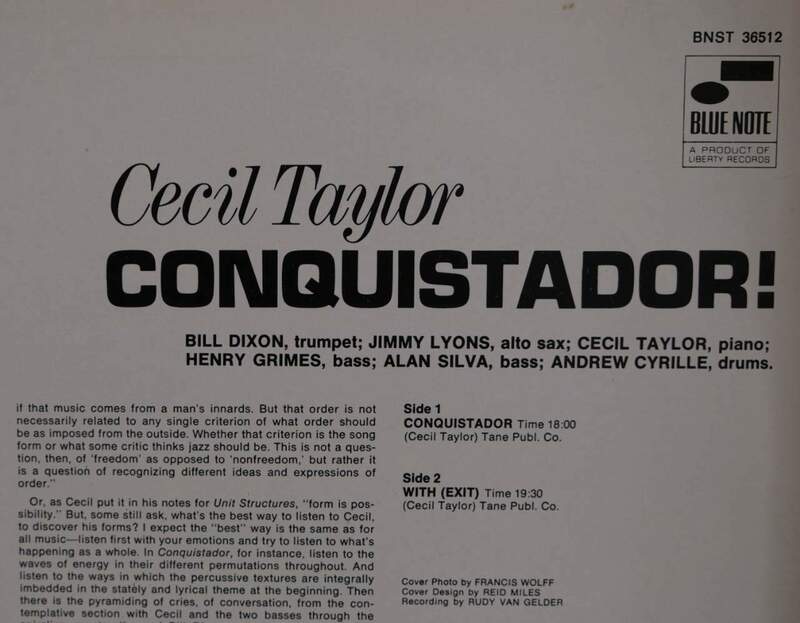 BNST 36512
BLUE NOTE
A PRODUCT OF
LIBERTY RECORDS
Cecil Taylor
CONQUISTADOR!
BILL DIXON, trumpet; JIMMY LYONS, alto sax; CECIL TAYLOR, piano;
HENRY GRIMES, bass; ALAN SILVA, bass; ANDREW CYRILLE, drums.
if that music comes from a man's innards. But that order is not
necessarily related to any single criterion of what order should
be as imposed from the outside. Whether that criterion is the song
form or what some critic thinks jazz should be. This is not a ques-
tion, then, of 'freedom' as opposed to 'nonfreedom,' but rather it
is a question of recognizing different ideas and expressions of
order."
Or, as Cecil put it in his notes for Unit Structures, "form is pos-
sibility." But, some still ask, what's the best way to listen to Cecil,
to discover his forms? I expect the "best" way is the same as for
all music—listen first with your emotions and try to listen to what's
happening as a whole. In Conquistador, for instance, listen to the
waves of energy in their different permutations throughout. And
listen to the ways in which the percussive textures are integrally
imbedded in the stately and lyrical theme at the beginning. Then
there is the pyramiding of cries, of conversation, from the con-
templative section with Cecil and the two basses through the
Side 1
CONQUISTADOR Time 18:00
(Cecil Taylor) Tane Publ. Co.
Side 2
WITH (EXIT) Time 19:30
(Cecil Taylor) Tane Publ. Co.
Cover Photo by FRANCIS WOLFF
Cover Design by REID MILES
Recording by RUDY VAN GELDER